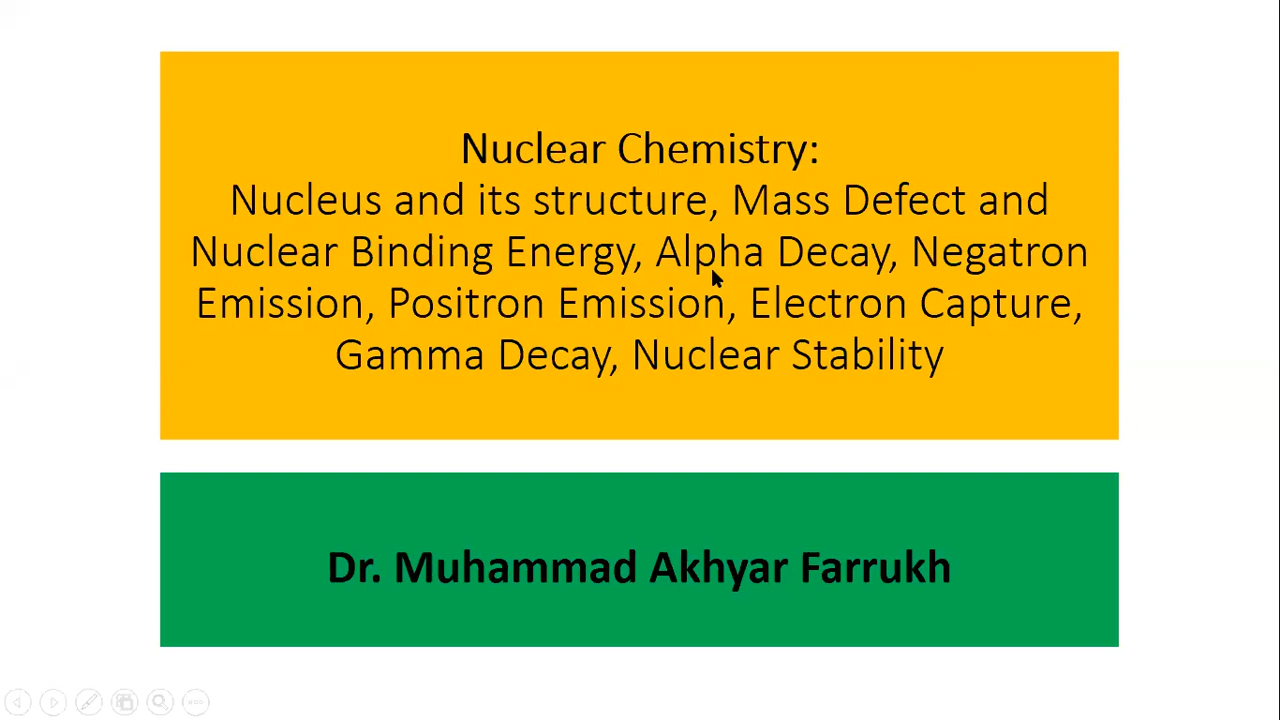 Nuclear Chemistry:
Nucleus and its structure, Mass Defect and
Nuclear Binding Energy, Alpha Decay, Negatron
Emission, Positron Emission, Electron Capture,
Gamma Decay, Nuclear Stability
Dr. Muhammad Akhyar Farrukh